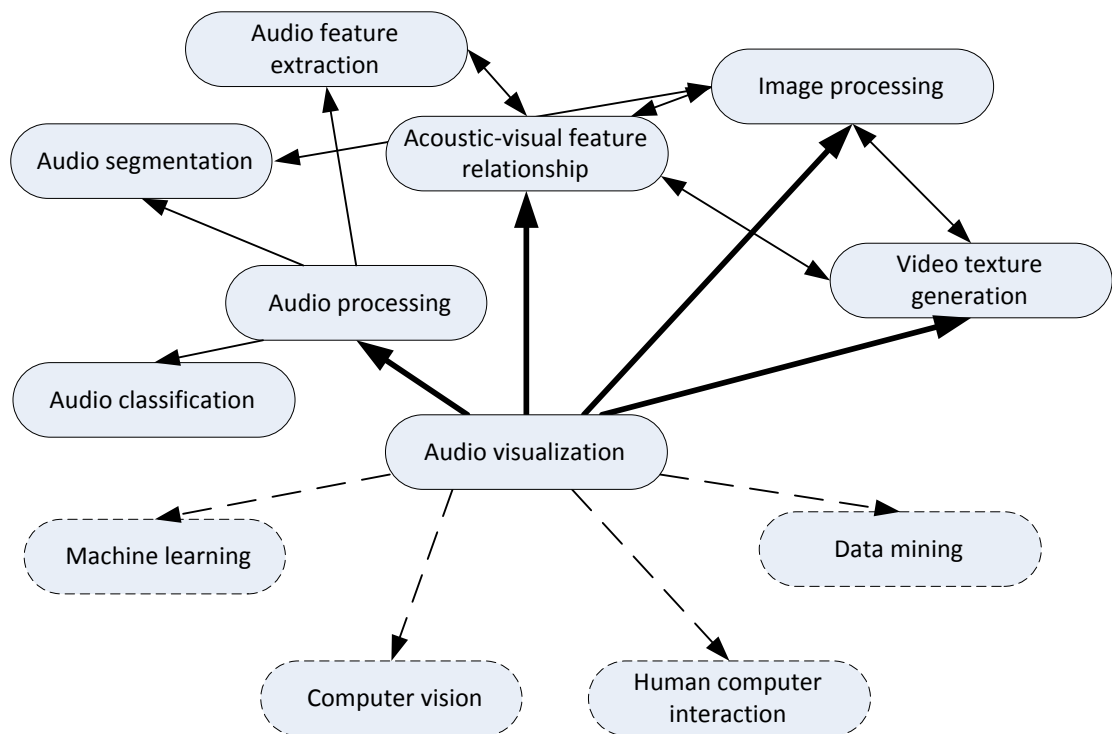 Audio feature
extraction
Image processing
Acoustic-visual feature
relationship
Audio segmentation
Video texture
generation
Audio processing
Audio classification
Audio visualization
Machine learning
Data mining
Computer vision
Human computer
interaction